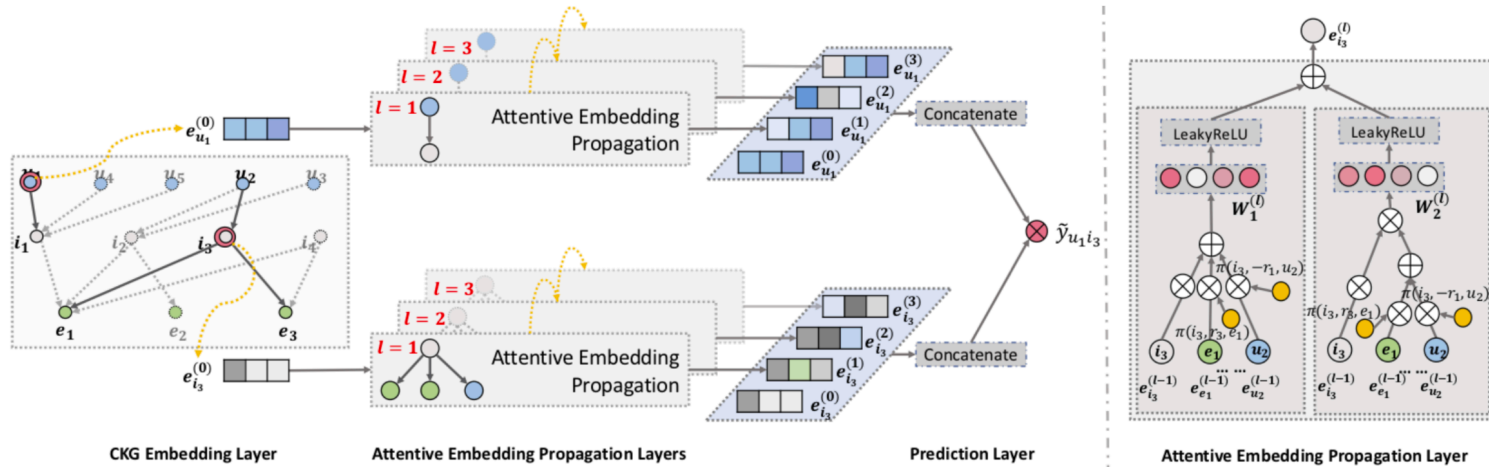 l = 3
l = 2
l = 1
Attentive Embedding
Propagation
e_{u_1}^{(0)}
e_{u_1}^{(3)}
e_{u_1}^{(2)}
e_{u_1}^{(1)}
e_{u_1}^{(0)}
Concatenate
u_4 u_5 u_2 u_3
i_1 i_2 i_3 i_4
e_1 e_2 e_3
e_{i_3}^{(0)}
l = 3
l = 2
l = 1
Attentive Embedding
Propagation
e_{i_3}^{(3)}
e_{i_3}^{(2)}
e_{i_3}^{(1)}
e_{i_3}^{(0)}
Concatenate
ỹ_{u_1 i_3}
CKG Embedding Layer
Attentive Embedding Propagation Layers
Prediction Layer
e_{i_3}^{(l)}
LeakyReLU
LeakyReLU
W_1^{(l)}
W_2^{(l)}
π(i_3, −r_1, u_2)
π(i_3, r_3, e_1)
i_3 e_1 u_2
e_{i_3}^{(l-1)} e_{e_1}^{(l-1)} ... ... e_{u_2}^{(l-1)}
π(i_3, −r_1, u_2)
π(i_3, r_3, e_1)
i_3 e_1 u_2
e_{i_3}^{(l-1)} e_{e_1}^{(l-1)} ... ... e_{u_2}^{(l-1)}
Attentive Embedding Propagation Layer